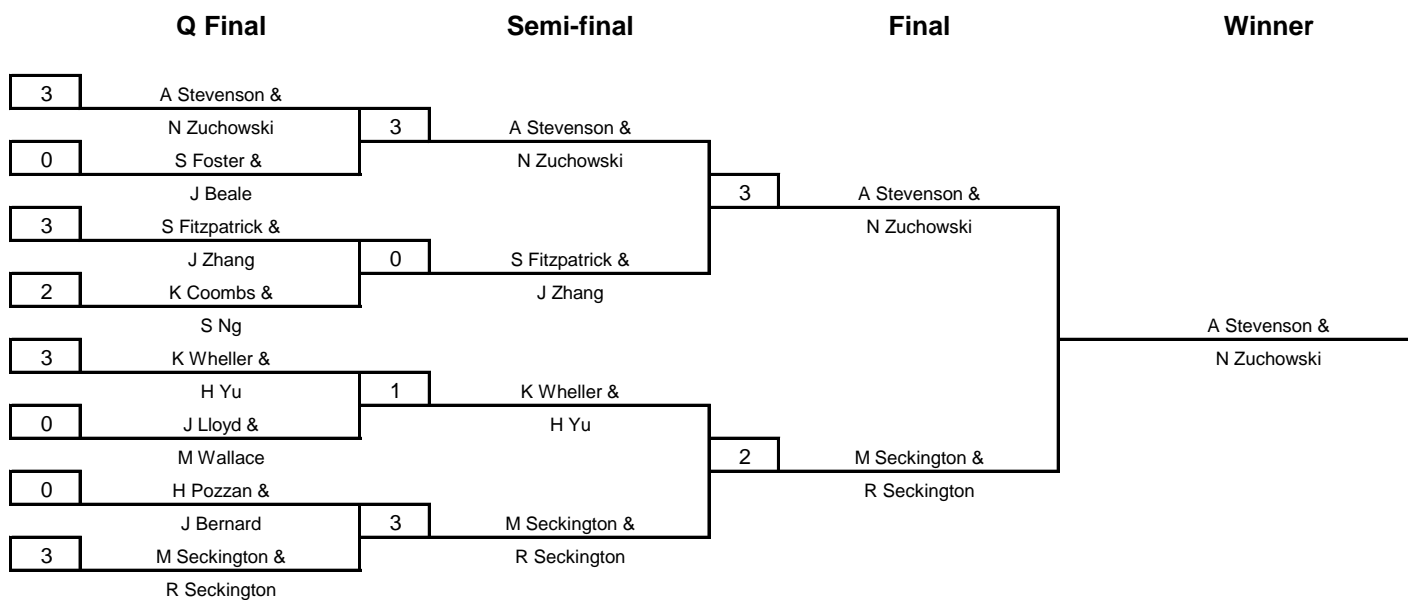 Q Final Semi-final Final Winner
3 A Stevenson &
N Zuchowski 3 A Stevenson &
0 S Foster & N Zuchowski
J Beale 3 A Stevenson &
3 S Fitzpatrick & N Zuchowski
J Zhang 0 S Fitzpatrick &
2 K Coombs & J Zhang
S Ng A Stevenson &
3 K Wheller & N Zuchowski
H Yu 1 K Wheller &
0 J Lloyd & H Yu
M Wallace 2 M Seckington &
0 H Pozzan & R Seckington
J Bernard 3 M Seckington &
3 M Seckington & R Seckington
R Seckington